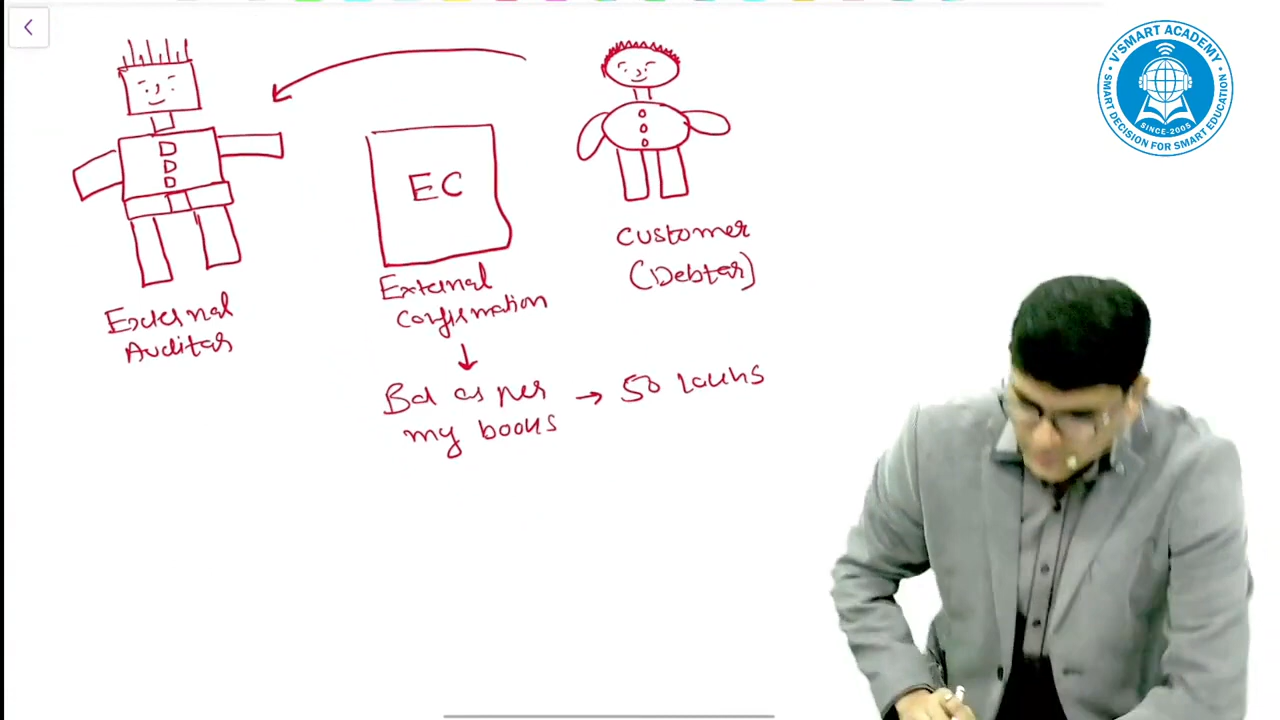 EC
External
Auditor
External
Confirmation
Customer
(Debtor)
Bal as per
my books
→ 50 Lakhs
V'SMART ACADEMY
SMART DECISION FOR SMART EDUCATION
SINCE-2005